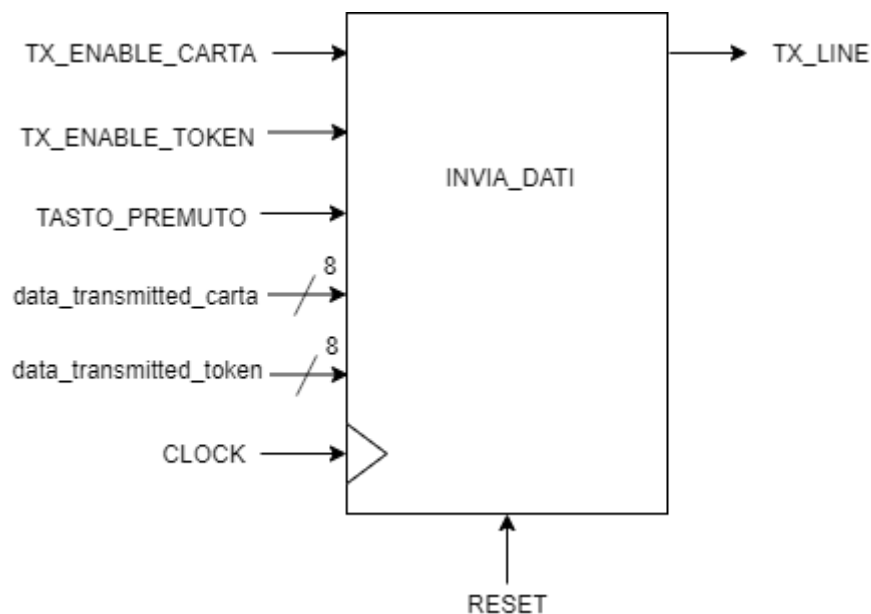 TX_ENABLE_CARTA
TX_LINE
TX_ENABLE_TOKEN
INVIA_DATI
TASTO_PREMUTO
8
data_transmitted_carta
8
data_transmitted_token
CLOCK
RESET